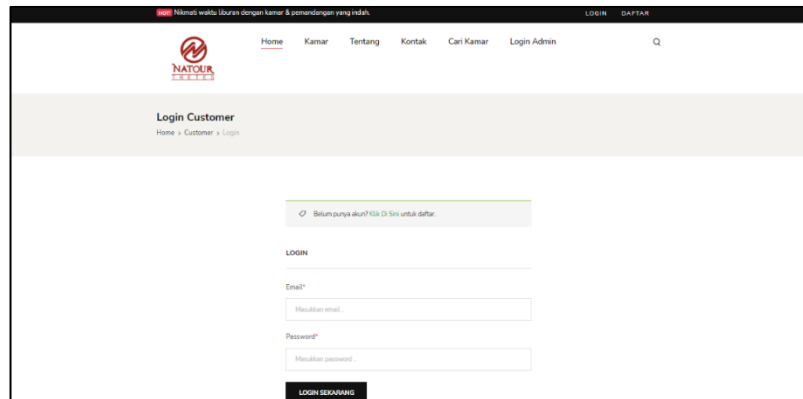 HOT! Nikmati waktu liburan dengan kamar & pemandangan yang indah. LOGIN DAFTAR
NATOUR
Home Kamar Tentang Kontak Cari Kamar Login Admin
Login Customer
Home > Customer > Login
Belum punya akun? Klik Di Sini untuk daftar.
LOGIN
Email*
Masukkan email ..
Password*
Masukkan password ..
LOGIN SEKARANG